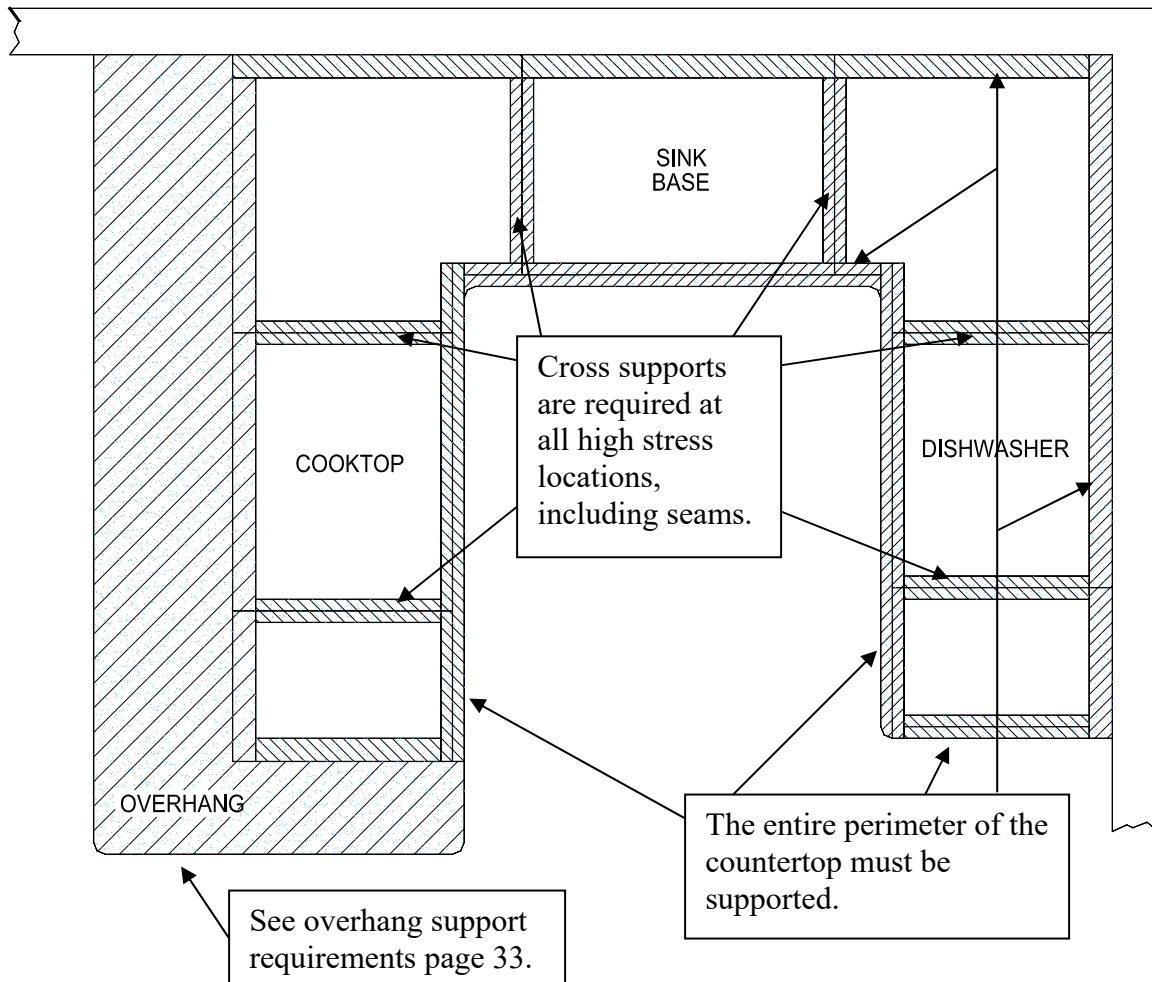 SINK
BASE
Cross supports
are required at
all high stress
locations,
including seams.
COOKTOP
DISHWASHER
OVERHANG
The entire perimeter of the
countertop must be
supported.
See overhang support
requirements page 33.